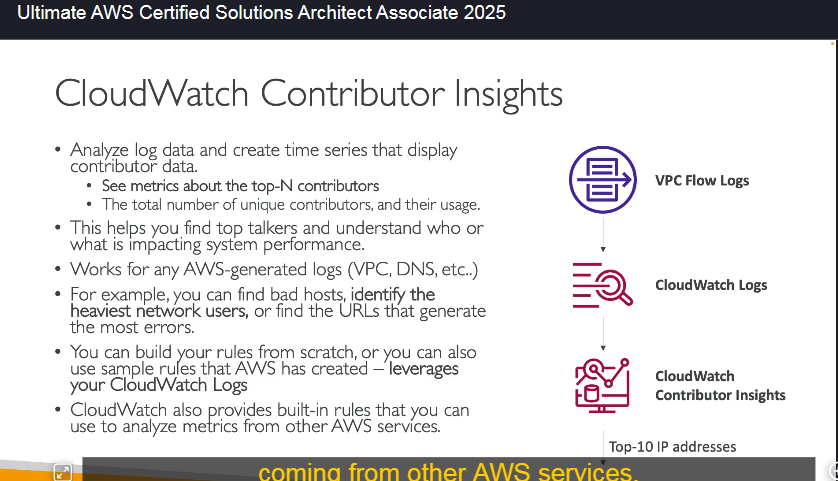 Ultimate AWS Certified Solutions Architect Associate 2025
CloudWatch Contributor Insights
• Analyze log data and create time series that display
contributor data.
• See metrics about the top-N contributors
• The total number of unique contributors, and their usage.
• This helps you find top talkers and understand who or
what is impacting system performance.
• Works for any AWS-generated logs (VPC, DNS, etc..)
• For example, you can find bad hosts, identify the
heaviest network users, or find the URLs that generate
the most errors.
• You can build your rules from scratch, or you can also
use sample rules that AWS has created – leverages
your CloudWatch Logs
• CloudWatch also provides built-in rules that you can
use to analyze metrics from other AWS services.
VPC Flow Logs
CloudWatch Logs
CloudWatch
Contributor Insights
Top-10 IP addresses
coming from other AWS services.